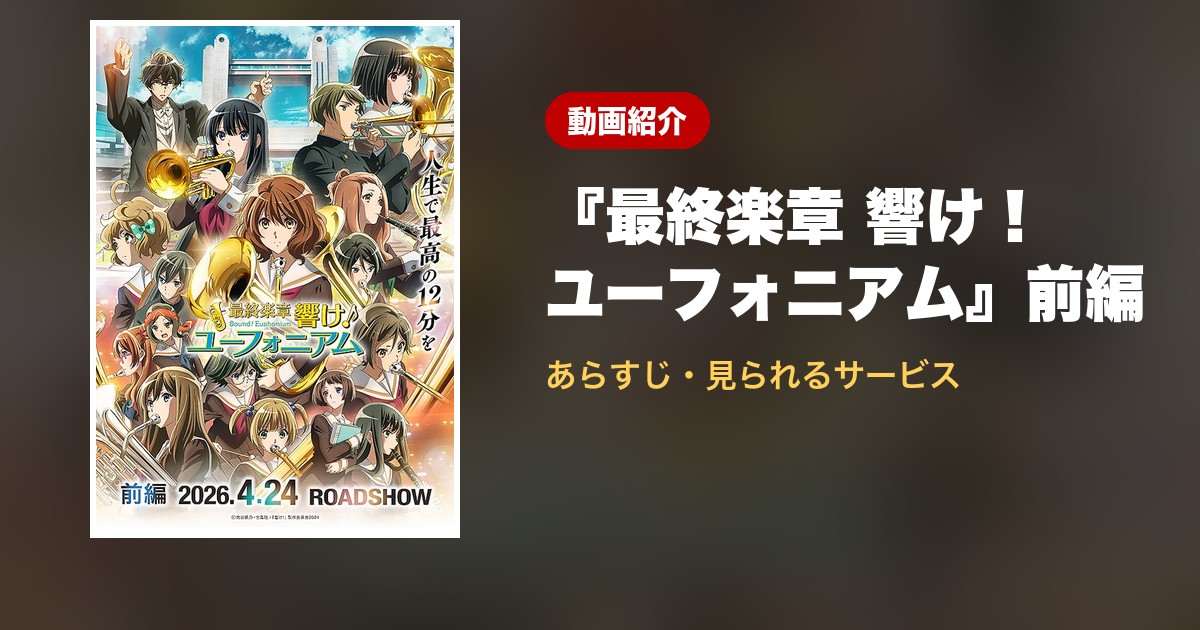 人生で最高の12分を
最終楽章 響け!
Sound! Euphonium
ユーフォニアム
前編 2026.4.24 ROADSHOW
動画紹介
『最終楽章 響け！
ユーフォニアム』前編
あらすじ・見られるサービス